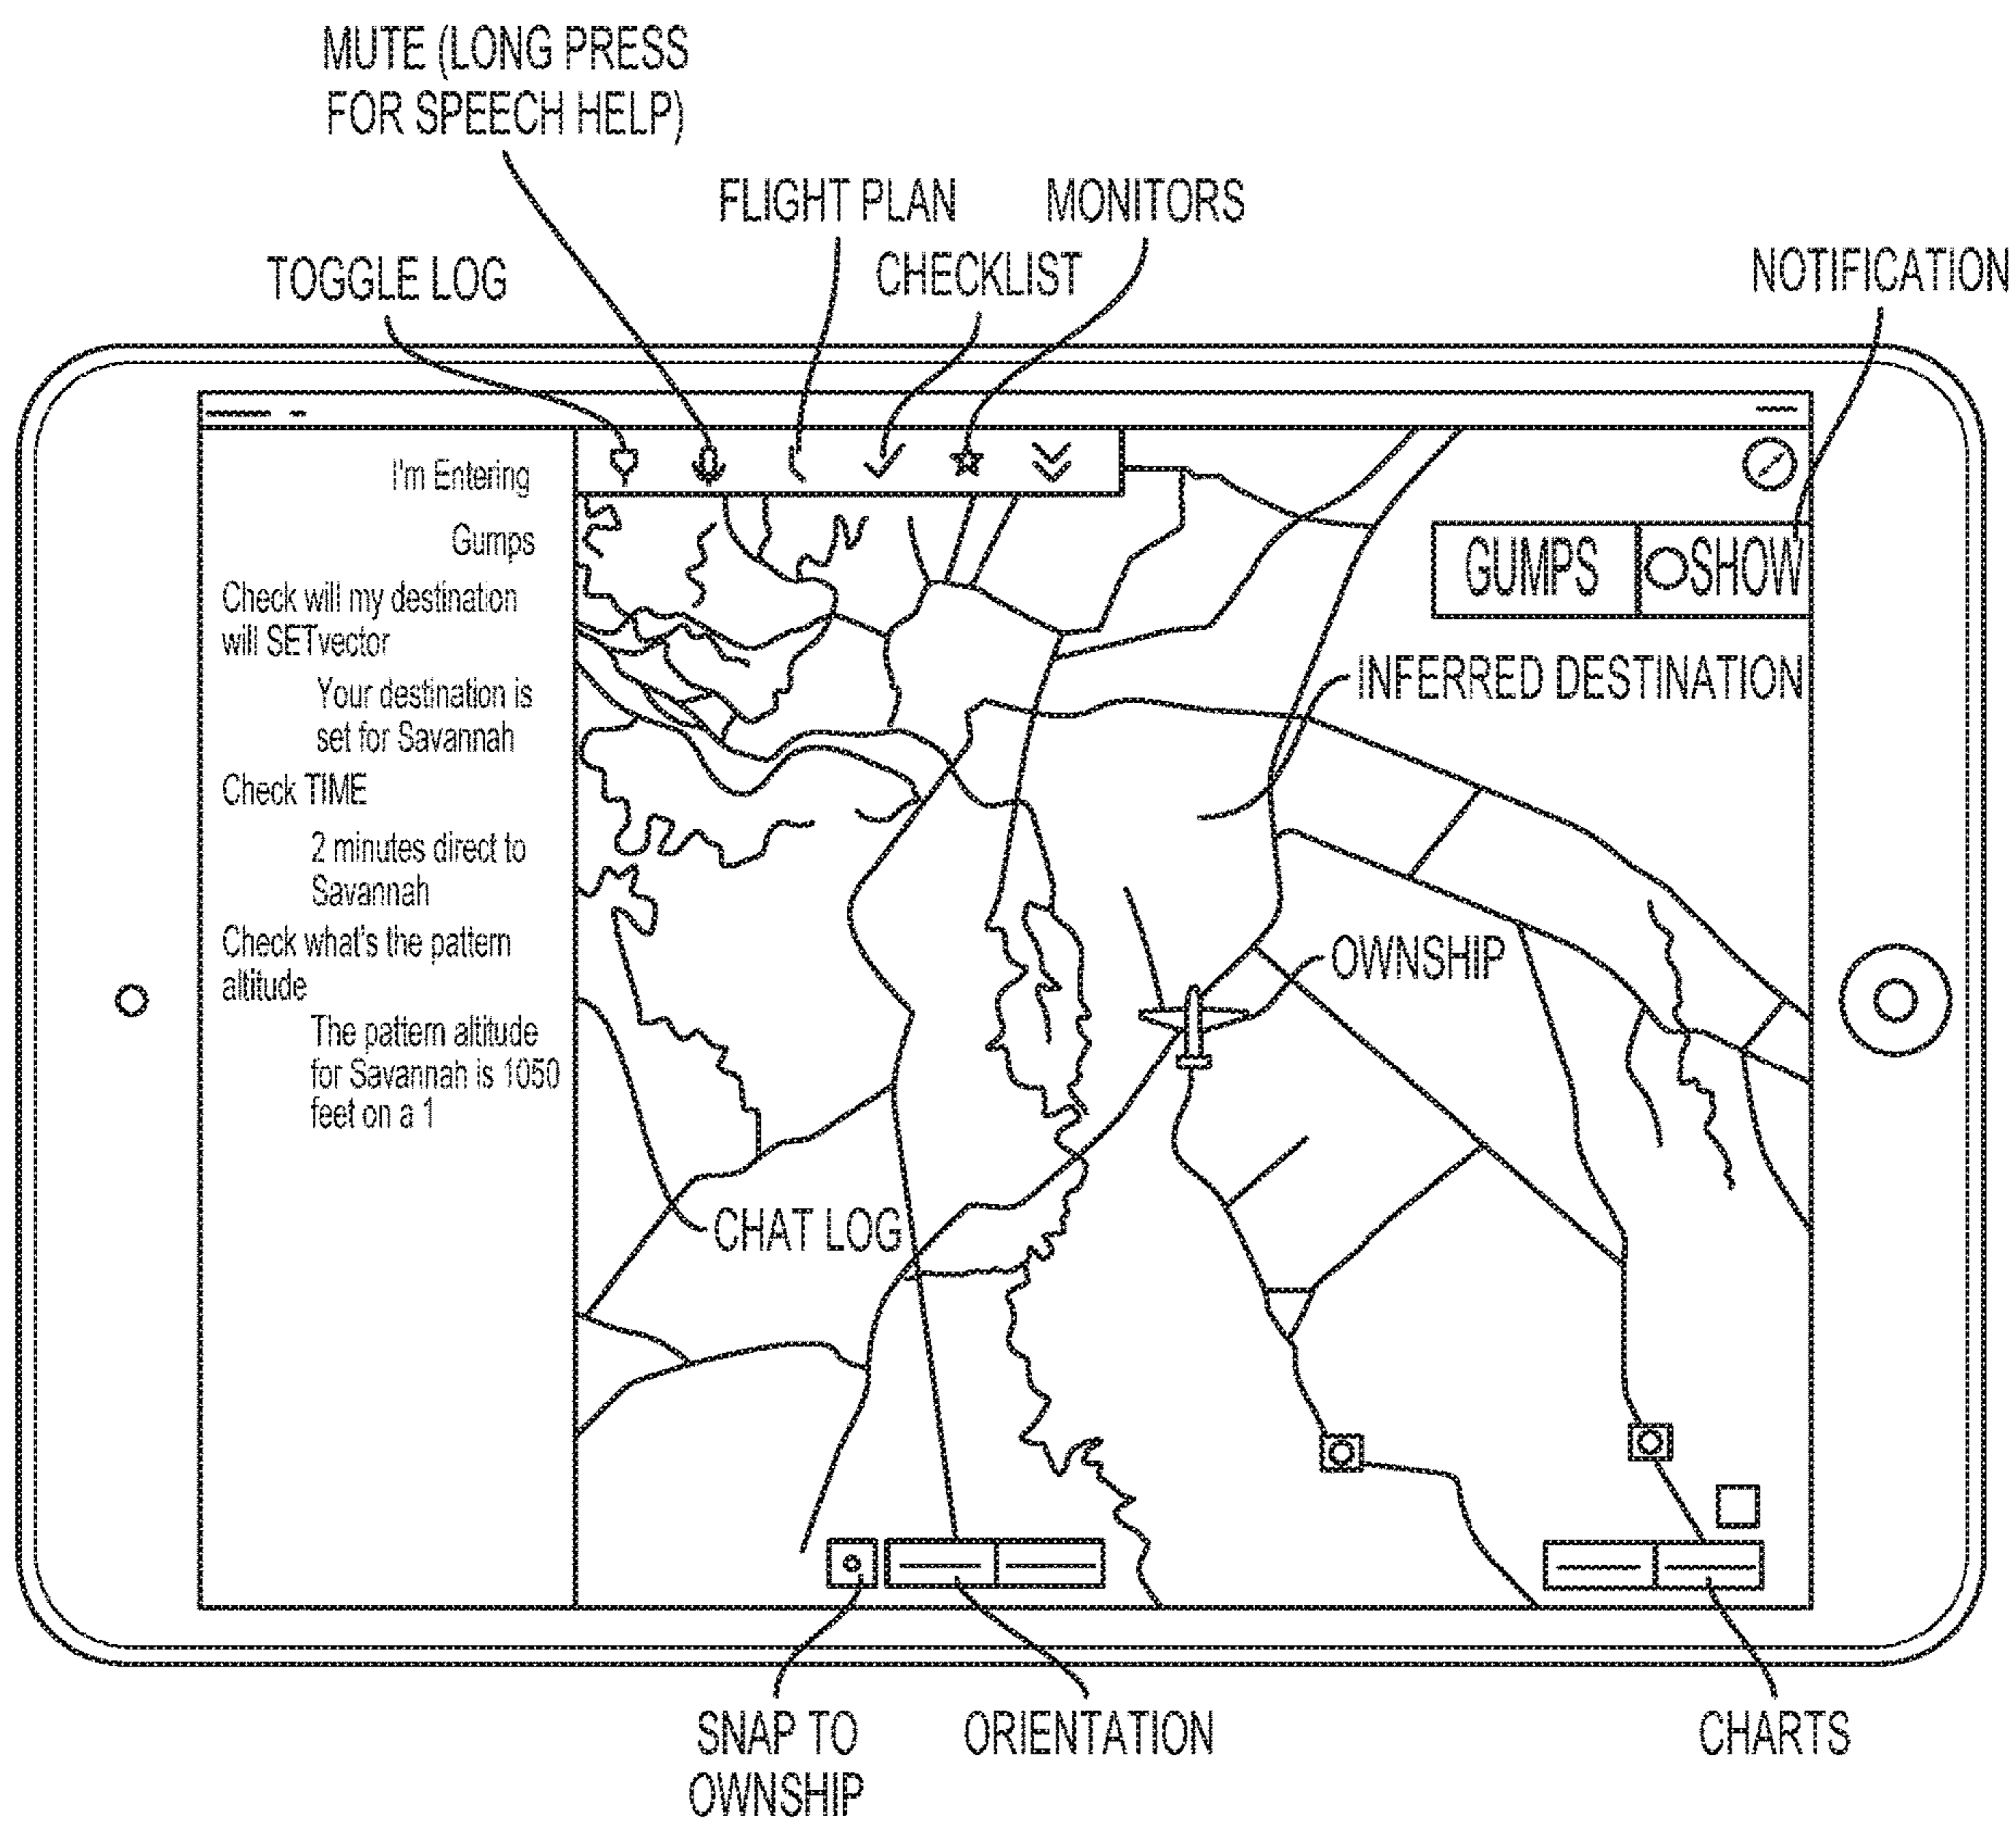 MUTE (LONG PRESS
FOR SPEECH HELP)
FLIGHT PLAN
MONITORS
TOGGLE LOG
CHECKLIST
NOTIFICATION
I'm Entering
Gumps
Check will my destination
will SETvector
Your destination is
set for Savannah
Check TIME
2 minutes direct to
Savannah
Check what's the pattern
altitude
The pattern altitude
for Savannah is 1050
feet on a 1
GUMPS
SHOW
INFERRED DESTINATION
OWNSHIP
CHAT LOG
SNAP TO
OWNSHIP
ORIENTATION
CHARTS